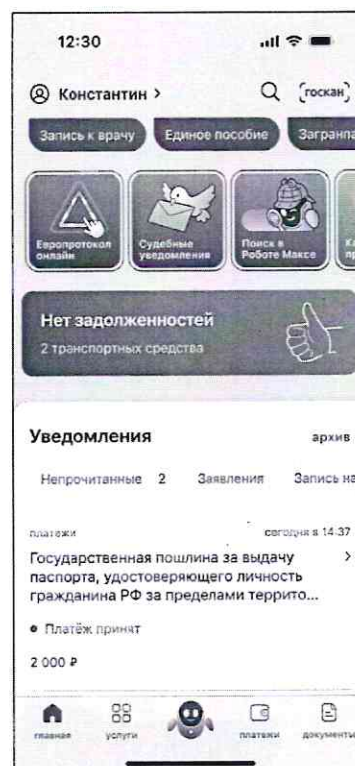 12:30
Константин >
госкан
Запись к врачу
Единое пособие
Загранпа
Европротокол
онлайн
Судебные
уведомления
Поиск в
Роботе Максе
Нет задолженностей
2 транспортных средства
Уведомления
архив
Непрочитанные 2
Заявления
Запись на
платежи
сегодня в 14:37
Государственная пошлина за выдачу
паспорта, удостоверяющего личность
гражданина РФ за пределами террито...
Платёж принят
2 000 ₽
главная
услуги
платежи
документы